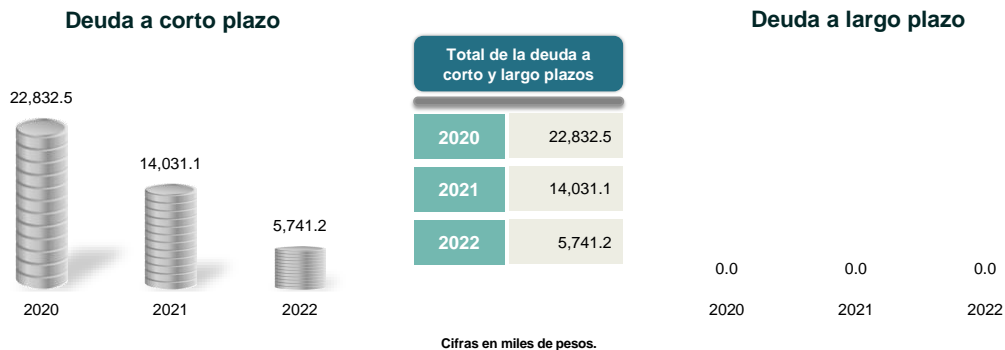 Deuda a corto plazo
22,832.5
14,031.1
5,741.2
2020 2021 2022
Total de la deuda a
corto y largo plazos
2020 22,832.5
2021 14,031.1
2022 5,741.2
Deuda a largo plazo
0.0 0.0 0.0
2020 2021 2022
Cifras en miles de pesos.